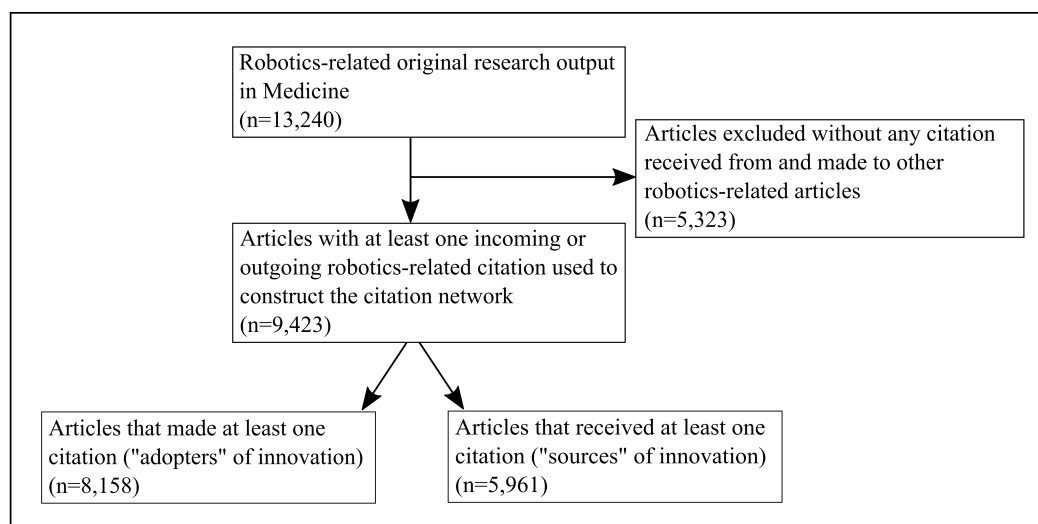 Robotics-related original research output
in Medicine
(n=13,240)
Articles excluded without any citation
received from and made to other
robotics-related articles
(n=5,323)
Articles with at least one incoming or
outgoing robotics-related citation used to
construct the citation network
(n=9,423)
Articles that made at least one
citation ("adopters" of innovation)
(n=8,158)
Articles that received at least one
citation ("sources" of innovation)
(n=5,961)